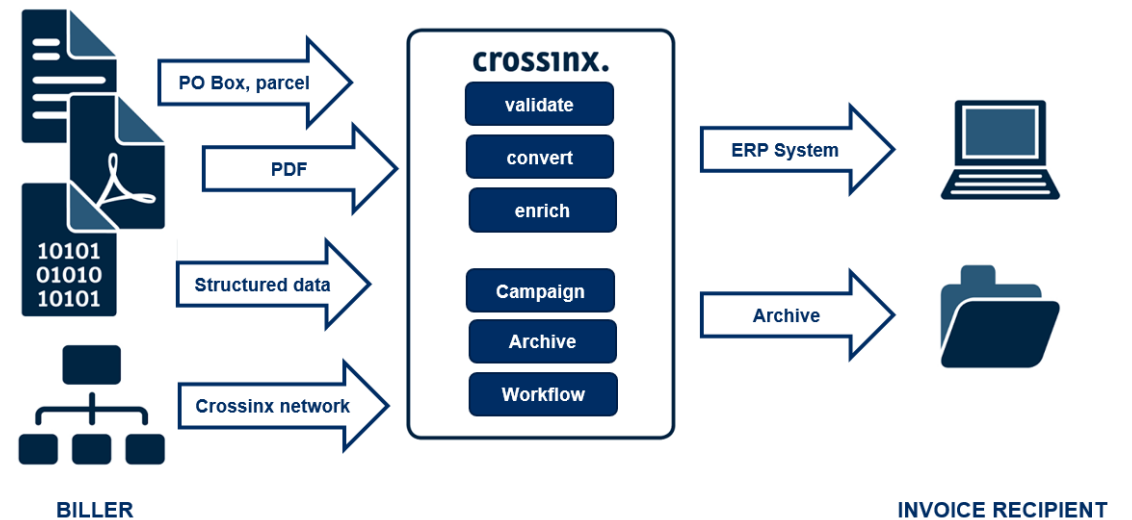 PO Box, parcel
PDF
10101
01010
10101
Structured data
Crossinx network
BILLER
crossinx.
validate
convert
enrich
Campaign
Archive
Workflow
ERP System
Archive
INVOICE RECIPIENT